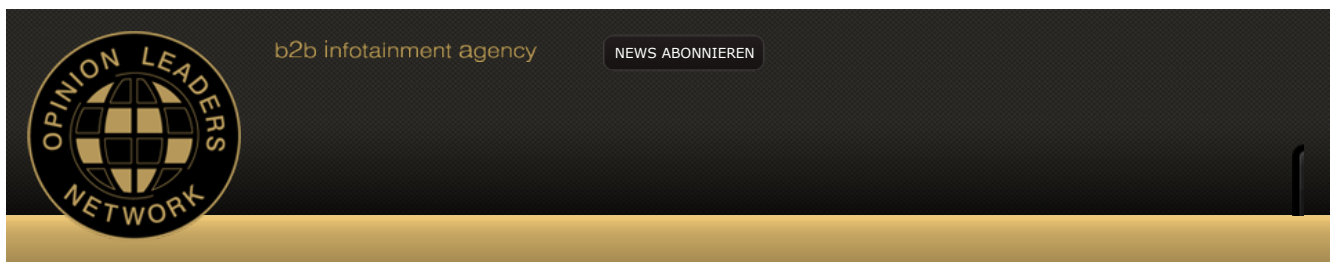 OPINION LEADERS
NETWORK
b2b infotainment agency
NEWS ABONNIEREN